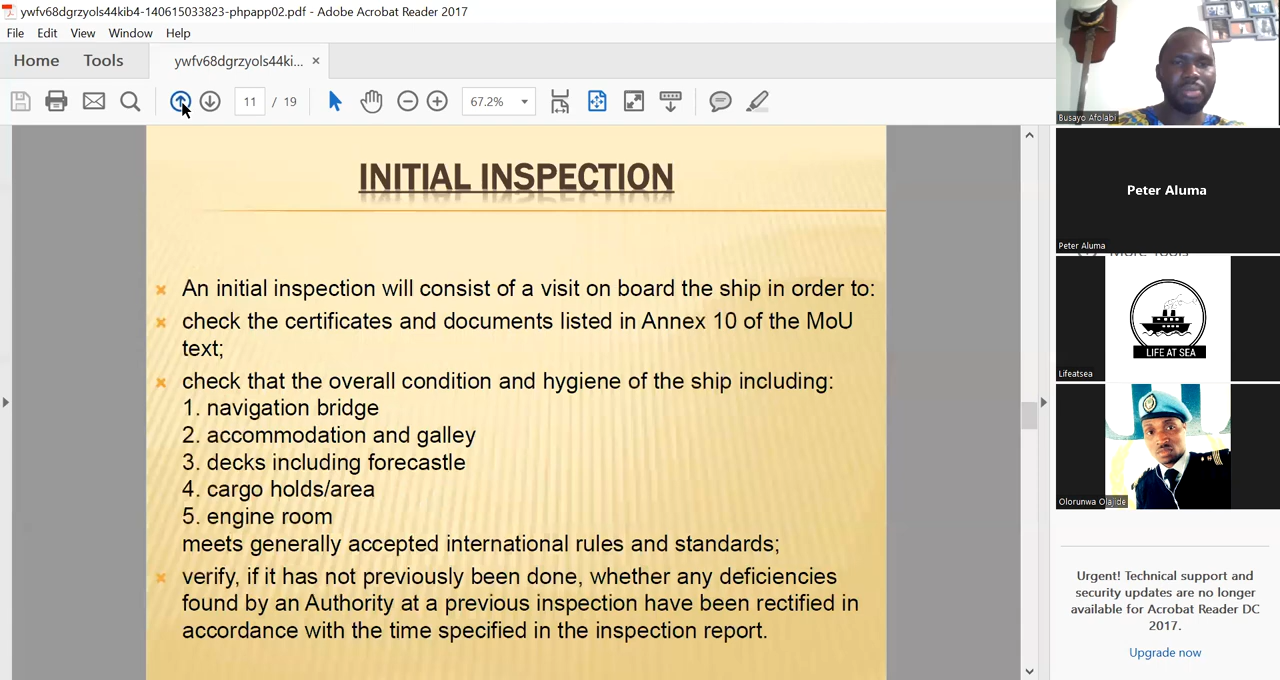 ywfv68dgrzyols44kib4-140615033823-phpapp02.pdf - Adobe Acrobat Reader 2017
File Edit View Window Help
Home Tools ywfv68dgrzyols44ki... ×
11 / 19 67.2%
INITIAL INSPECTION
An initial inspection will consist of a visit on board the ship in order to:
check the certificates and documents listed in Annex 10 of the MoU
text;
check that the overall condition and hygiene of the ship including:
1. navigation bridge
2. accommodation and galley
3. decks including forecastle
4. cargo holds/area
5. engine room
meets generally accepted international rules and standards;
verify, if it has not previously been done, whether any deficiencies
found by an Authority at a previous inspection have been rectified in
accordance with the time specified in the inspection report.
Busayo Afolabi
Peter Aluma
Peter Aluma
More Tools
LIFE AT SEA
Lifeatsea
Olorunwa Olajide
Urgent! Technical support and
security updates are no longer
available for Acrobat Reader DC
2017.
Upgrade now